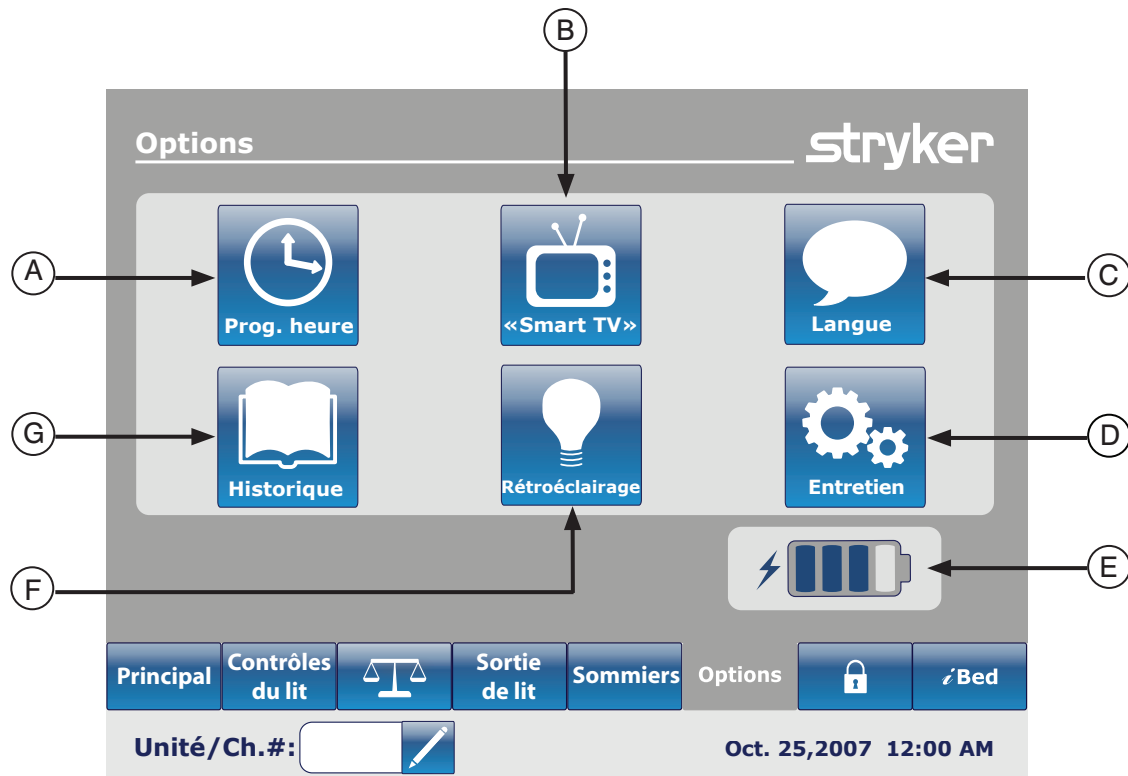 B
Options
stryker
A
Prog. heure
«Smart TV»
Langue
C
G
Historique
Rétroéclairage
Entretien
D
F
E
Principal
Contrôles
du lit
Sortie
de lit
Sommiers
Options
iBed
Unité/Ch.#:
Oct. 25,2007 12:00 AM